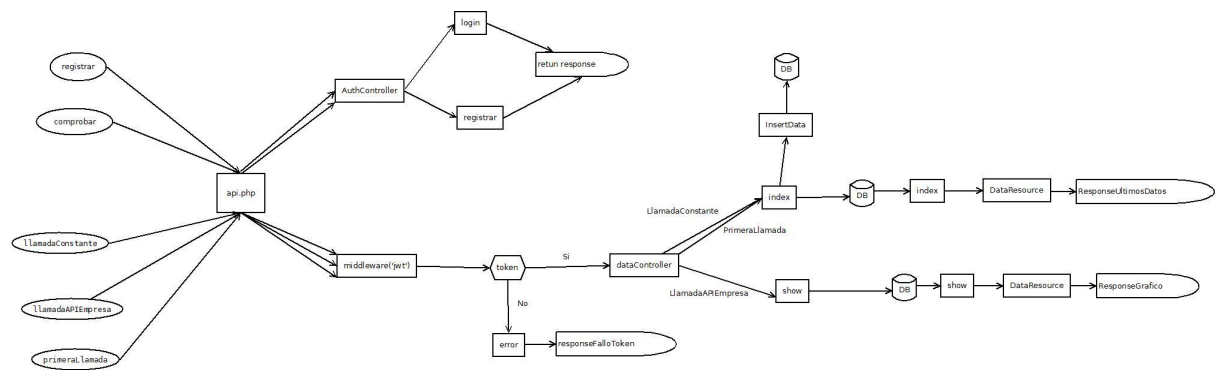 login
registrar
retun response
DB
AuthController
comprobar
registrar
InsertData
api.php
index
DB
index
DataResource
ResponseUltimosDatos
LlamadaConstante
PrimeraLlamada
llamadaConstante
middleware('jwt')
token
Si
dataController
LlamadaAPIEmpresa
show
DB
show
DataResource
ResponseGrafico
llamadaAPIEmpresa
No
error
responseFalloToken
primeraLlamada